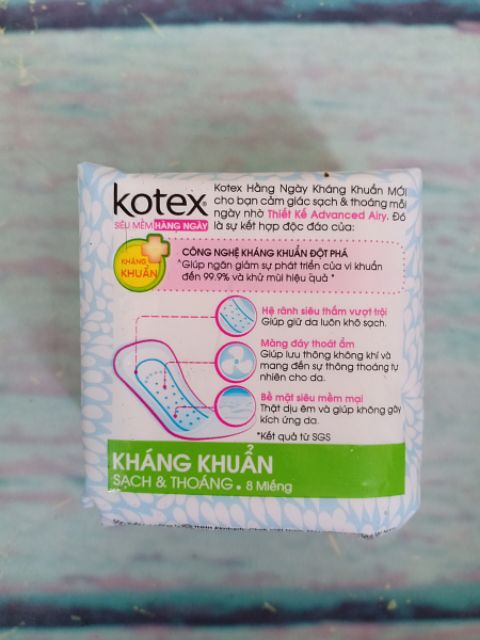 kotex®
SIÊU MỀM HÀNG NGÀY
Kotex Hằng Ngày Kháng Khuẩn MỚI
cho bạn cảm giác sạch & thoáng mỗi
ngày nhờ Thiết Kế Advanced Airy. Đó
là sự kết hợp độc đáo của:
KHÁNG
KHUẨN
CÔNG NGHỆ KHÁNG KHUẨN ĐỘT PHÁ
^Giúp ngăn giảm sự phát triển của vi khuẩn
đến 99.9% và khử mùi hiệu quả *
Hệ rãnh siêu thấm vượt trội
Giúp giữ da luôn khô sạch.
Màng đáy thoát ẩm
Giúp lưu thông không khí và
mang đến sự thông thoáng tự
nhiên cho da.
Bề mặt siêu mềm mại
Thật dịu êm và giúp không gây
kích ứng da.
*Kết quả từ SGS
KHÁNG KHUẨN
SẠCH & THOÁNG. 8 Miếng